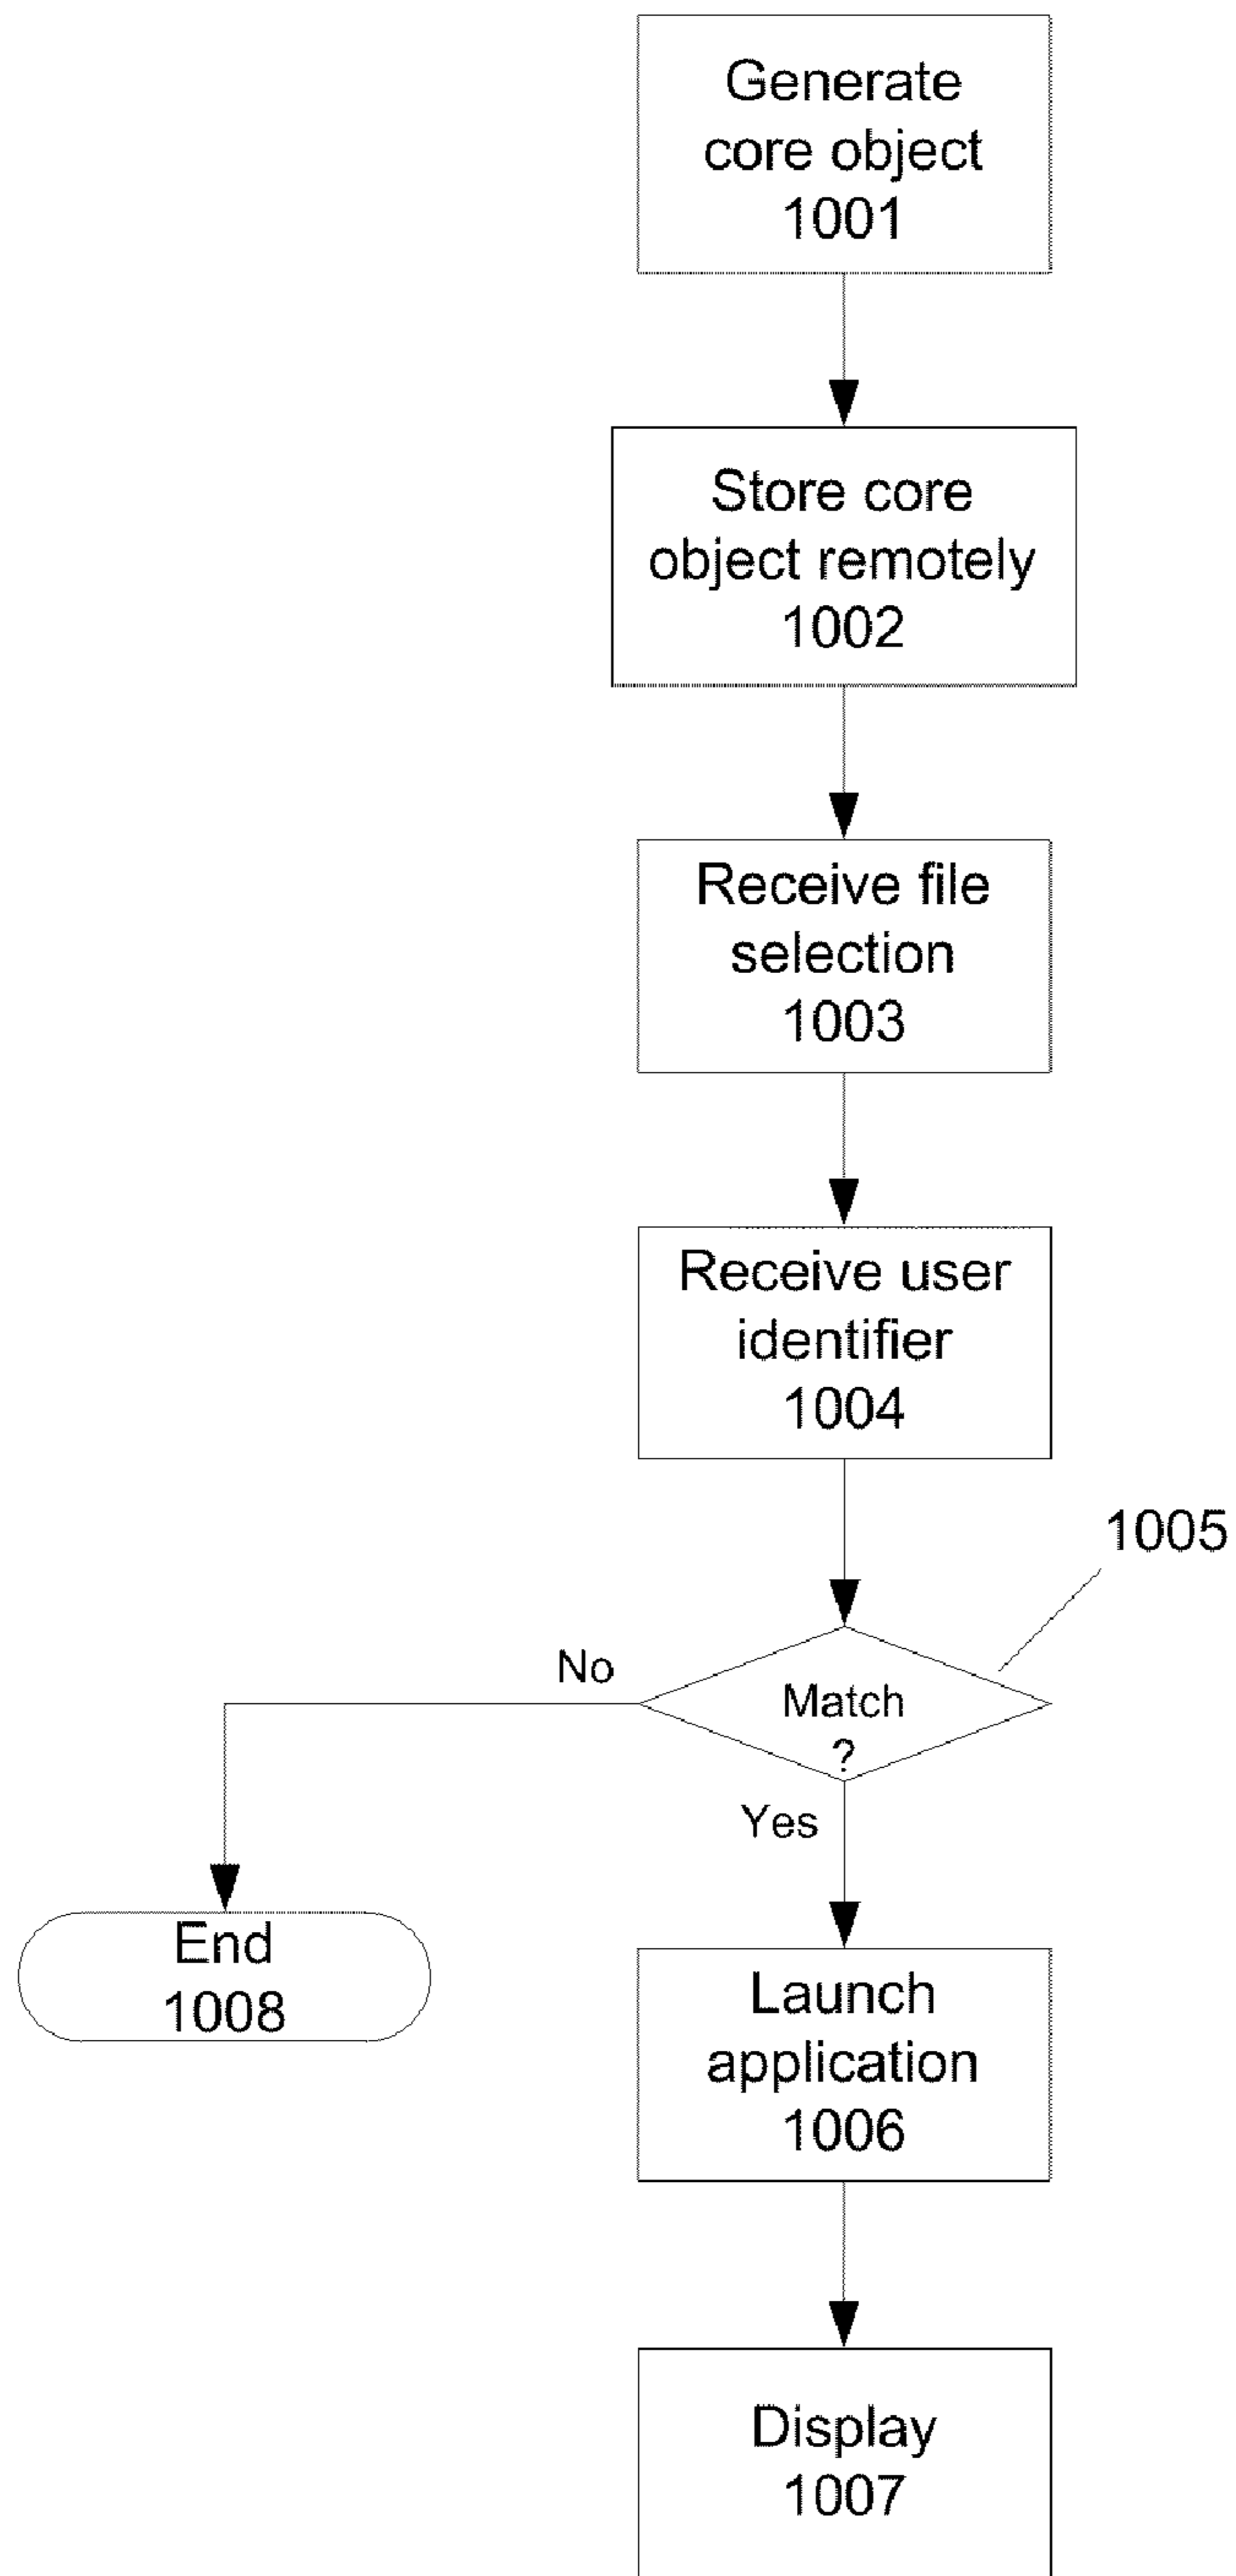 Generate
core object
1001
Store core
object remotely
1002
Receive file
selection
1003
Receive user
identifier
1004
1005
No
Match
?
Yes
End
1008
Launch
application
1006
Display
1007